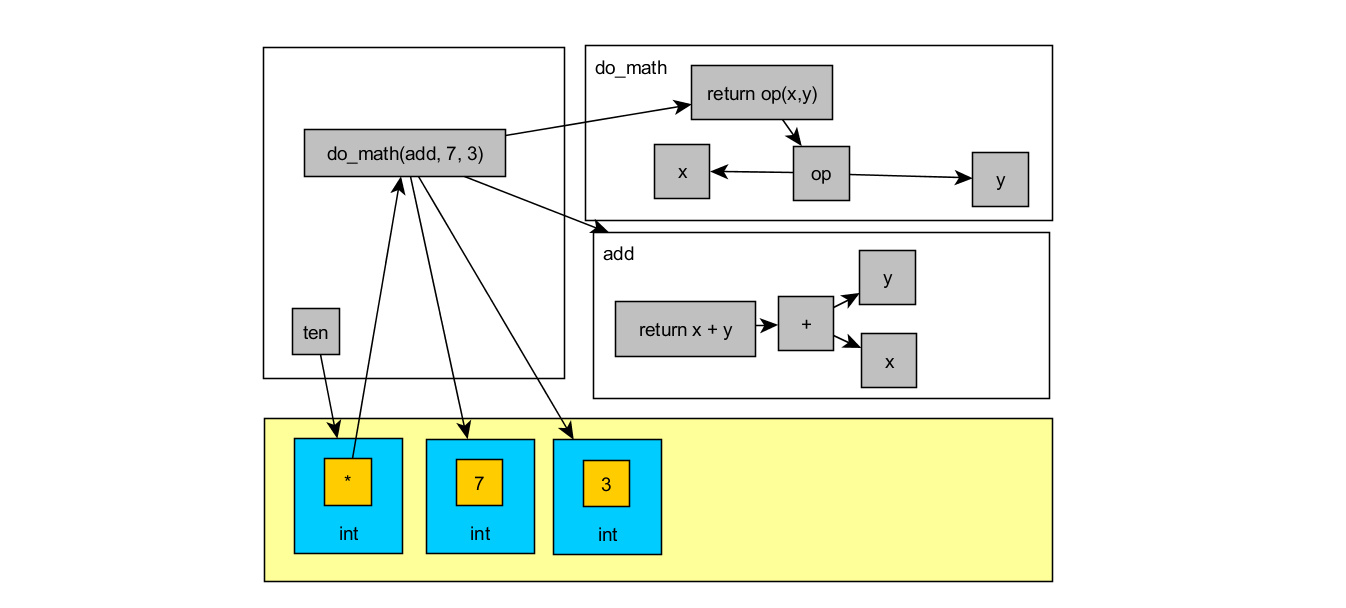 do_math
return op(x,y)
do_math(add, 7, 3)
x
op
y
add
y
return x + y
+
x
ten
*
7
3
int
int
int